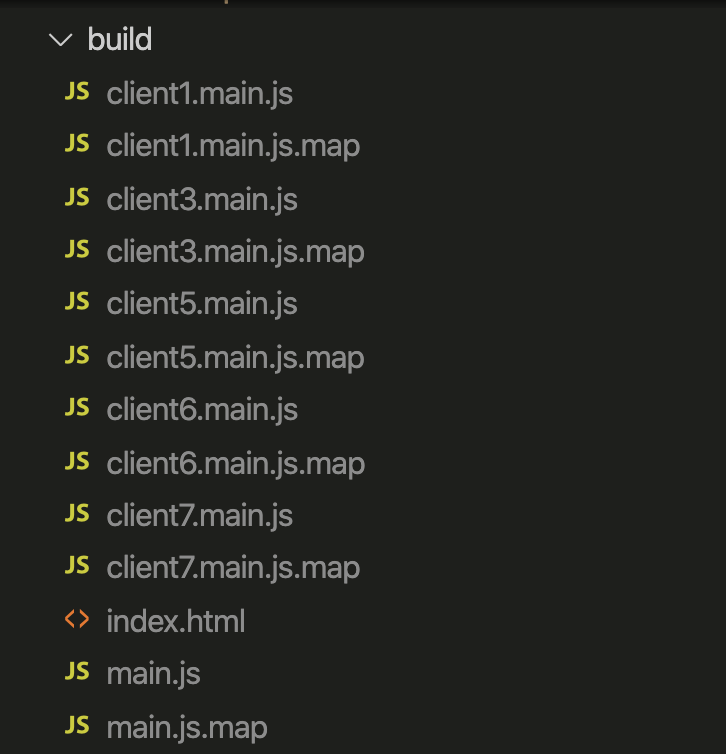 build
JS client1.main.js
JS client1.main.js.map
JS client3.main.js
JS client3.main.js.map
JS client5.main.js
JS client5.main.js.map
JS client6.main.js
JS client6.main.js.map
JS client7.main.js
JS client7.main.js.map
<> index.html
JS main.js
JS main.js.map